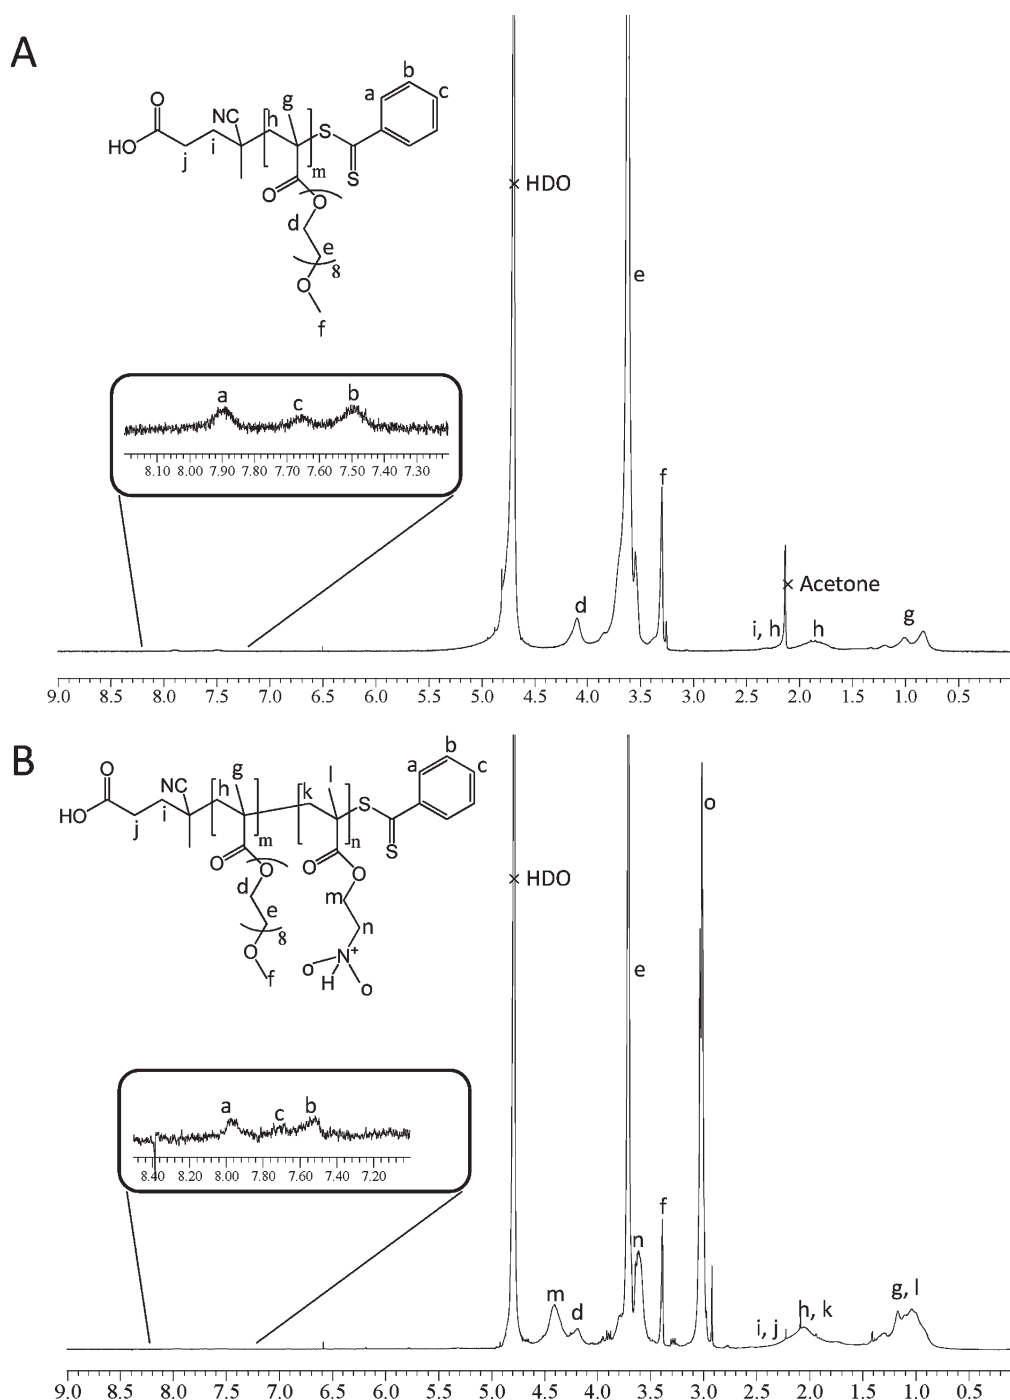 A
b
a
c
g
O
NC
h
S
HO
j
i
m
S
O
O
d
e
8
O
f
× HDO
e
a
c
b
8.10 8.00 7.90 7.80 7.70 7.60 7.50 7.40 7.30
f
d
× Acetone
i, h
h
g
9.0 8.5 8.0 7.5 7.0 6.5 6.0 5.5 5.0 4.5 4.0 3.5 3.0 2.5 2.0 1.5 1.0 0.5
B
b
a
c
g
l
O
NC
h
k
S
HO
j
i
m
n
S
O
O
O
O
d
e
m
n
8
O
f
o
N+
H
o
× HDO
o
e
a
c
b
8.40 8.20 8.00 7.80 7.60 7.40 7.20
f
n
m
d
i, j
h, k
g, l
9.0 8.5 8.0 7.5 7.0 6.5 6.0 5.5 5.0 4.5 4.0 3.5 3.0 2.5 2.0 1.5 1.0 0.5